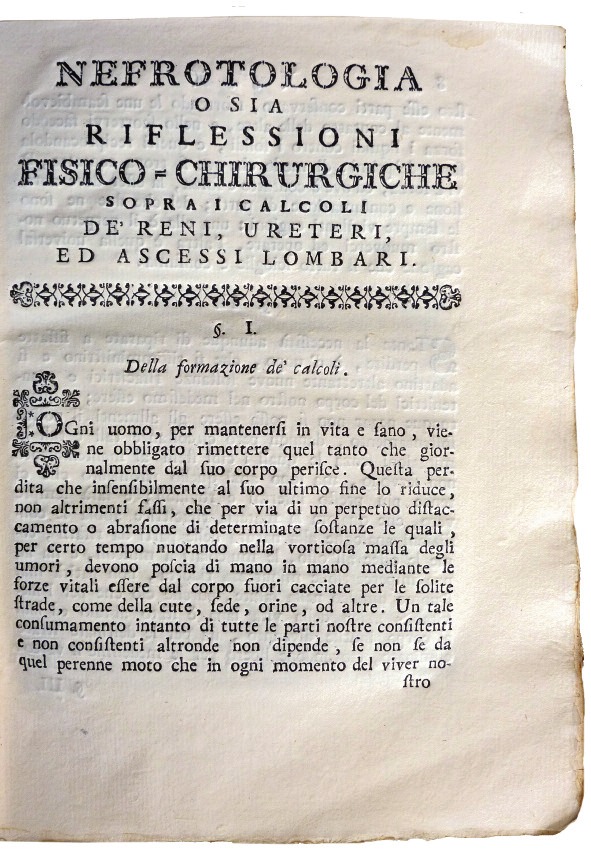 NEFROTOLOGIA
O SIA
RIFLESSIONI
FISICO = CHIRURGICHE
SOPRA I CALCOLI
DE' RENI, URETERI,
ED ASCESSI LOMBARI.
§. I.
Della formazione de' calcoli.
OGni uomo, per mantenerſi in vita e ſano, vie-
ne obbligato rimettere quel tanto che gior-
nalmente dal ſuo corpo periſce. Queſta per-
dita che inſenſibilmente al ſuo ultimo fine lo riduce,
non altrimenti faſſi, che per via di un perpetuo diſtac-
camento o abraſione di determinate ſoſtanze le quali,
per certo tempo nuotando nella vorticoſa maſſa degli
umori, devono poſcia di mano in mano mediante le
forze vitali eſſere dal corpo fuori cacciate per le ſolite
ſtrade, come della cute, ſede, orine, od altre. Un tale
conſumamento intanto di tutte le parti noſtre conſiſtenti
e non conſiſtenti altronde non dipende, ſe non ſe da
quel perenne moto che in ogni momento del viver no-
ſtro